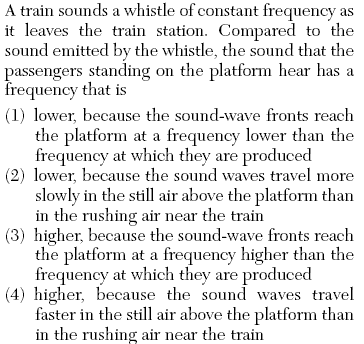 A train sounds a whistle of constant frequency as
it leaves the train station. Compared to the
sound emitted by the whistle, the sound that the
passengers standing on the platform hear has a
frequency that is
(1) lower, because the sound-wave fronts reach
the platform at a frequency lower than the
frequency at which they are produced
(2) lower, because the sound waves travel more
slowly in the still air above the platform than
in the rushing air near the train
(3) higher, because the sound-wave fronts reach
the platform at a frequency higher than the
frequency at which they are produced
(4) higher, because the sound waves travel
faster in the still air above the platform than
in the rushing air near the train